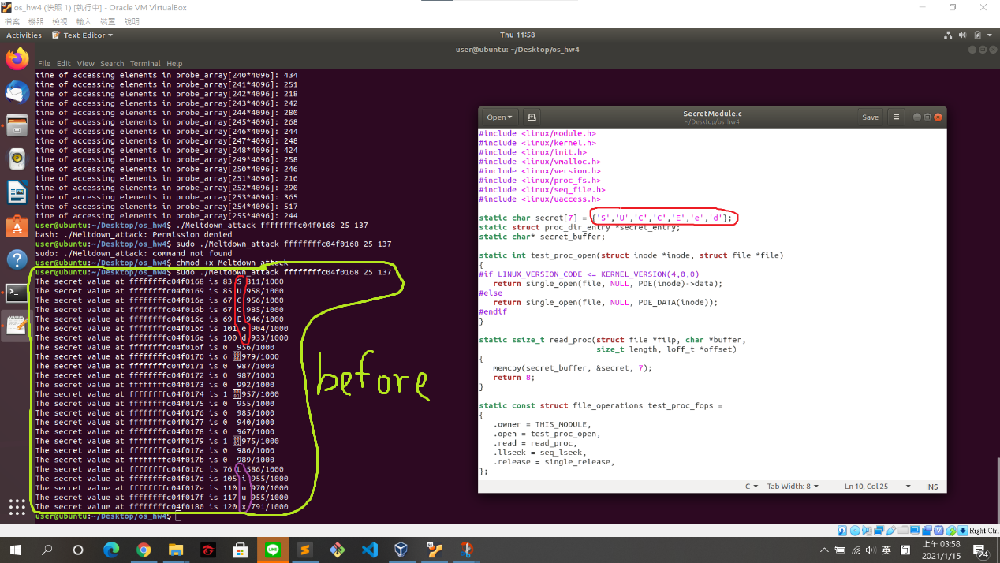 os_hw4 (快照 1) [執行中] - Oracle VM VirtualBox
檔案 機器 檢視 輸入 裝置 說明
Activities Text Editor Thu 11:58
user@ubuntu: ~/Desktop/os_hw4
File Edit View Search Terminal Help
time of accessing elements in probe_array[240*4096]: 434
time of accessing elements in probe_array[241*4096]: 251
time of accessing elements in probe_array[242*4096]: 218
time of accessing elements in probe_array[243*4096]: 242
time of accessing elements in probe_array[244*4096]: 280
time of accessing elements in probe_array[245*4096]: 268
time of accessing elements in probe_array[246*4096]: 244
time of accessing elements in probe_array[247*4096]: 248
time of accessing elements in probe_array[248*4096]: 424
time of accessing elements in probe_array[249*4096]: 258
time of accessing elements in probe_array[250*4096]: 246
time of accessing elements in probe_array[251*4096]: 216
time of accessing elements in probe_array[252*4096]: 290
time of accessing elements in probe_array[253*4096]: 365
time of accessing elements in probe_array[254*4096]: 517
time of accessing elements in probe_array[255*4096]: 244
user@ubuntu:~/Desktop/os_hw4$ ./Meltdown_attack ffffffffc04f0168 25 137
bash: ./Meltdown_attack: Permission denied
user@ubuntu:~/Desktop/os_hw4$ sudo ./Meltdown_attack ffffffffc04f0168 25 137
sudo: ./Meltdown_attack: command not found
user@ubuntu:~/Desktop/os_hw4$ chmod +x Meltdown_attack
user@ubuntu:~/Desktop/os_hw4$ sudo ./Meltdown_attack ffffffffc04f0168 25 137
The secret value at ffffffffc04f0168 is 83 S 811/1000
The secret value at ffffffffc04f0169 is 85 U 958/1000
The secret value at ffffffffc04f016a is 67 C 956/1000
The secret value at ffffffffc04f016b is 67 C 985/1000
The secret value at ffffffffc04f016c is 69 E 946/1000
The secret value at ffffffffc04f016d is 101 e 904/1000
The secret value at ffffffffc04f016e is 100 d 933/1000
The secret value at ffffffffc04f016f is 0 956/1000
The secret value at ffffffffc04f0170 is 6 979/1000
The secret value at ffffffffc04f0171 is 0 987/1000
The secret value at ffffffffc04f0172 is 0 987/1000
The secret value at ffffffffc04f0173 is 0 992/1000
The secret value at ffffffffc04f0174 is 1 957/1000
The secret value at ffffffffc04f0175 is 0 955/1000
The secret value at ffffffffc04f0176 is 0 985/1000
The secret value at ffffffffc04f0177 is 0 940/1000
The secret value at ffffffffc04f0178 is 0 967/1000
The secret value at ffffffffc04f0179 is 1 975/1000
The secret value at ffffffffc04f017a is 0 986/1000
The secret value at ffffffffc04f017b is 0 989/1000
The secret value at ffffffffc04f017c is 76 L 586/1000
The secret value at ffffffffc04f017d is 105 i 955/1000
The secret value at ffffffffc04f017e is 110 n 970/1000
The secret value at ffffffffc04f017f is 117 955/1000
The secret value at ffffffffc04f0180 is 120 x 791/1000
user@ubuntu:~/Desktop/os_hw4$
before
Open SecretModule.c Save
~/Desktop/os_hw4
#include <linux/module.h>
#include <linux/kernel.h>
#include <linux/init.h>
#include <linux/vmalloc.h>
#include <linux/version.h>
#include <linux/proc_fs.h>
#include <linux/seq_file.h>
#include <linux/uaccess.h>
static char secret[7] = {'S','U','C','C','E','e','d'};
static struct proc_dir_entry *secret_entry;
static char* secret_buffer;
static int test_proc_open(struct inode *inode, struct file *file)
{
#if LINUX_VERSION_CODE <= KERNEL_VERSION(4,0,0)
return single_open(file, NULL, PDE(inode)->data);
#else
return single_open(file, NULL, PDE_DATA(inode));
#endif
}
static ssize_t read_proc(struct file *filp, char *buffer,
size_t length, loff_t *offset)
{
memcpy(secret_buffer, &secret, 7);
return 8;
}
static const struct file_operations test_proc_fops =
{
.owner = THIS_MODULE,
.open = test_proc_open,
.read = read_proc,
.llseek = seq_lseek,
.release = single_release,
};
C Tab Width: 8 Ln 10, Col 25 INS
Right Ctrl
英
上午 03:58
2021/1/15
24